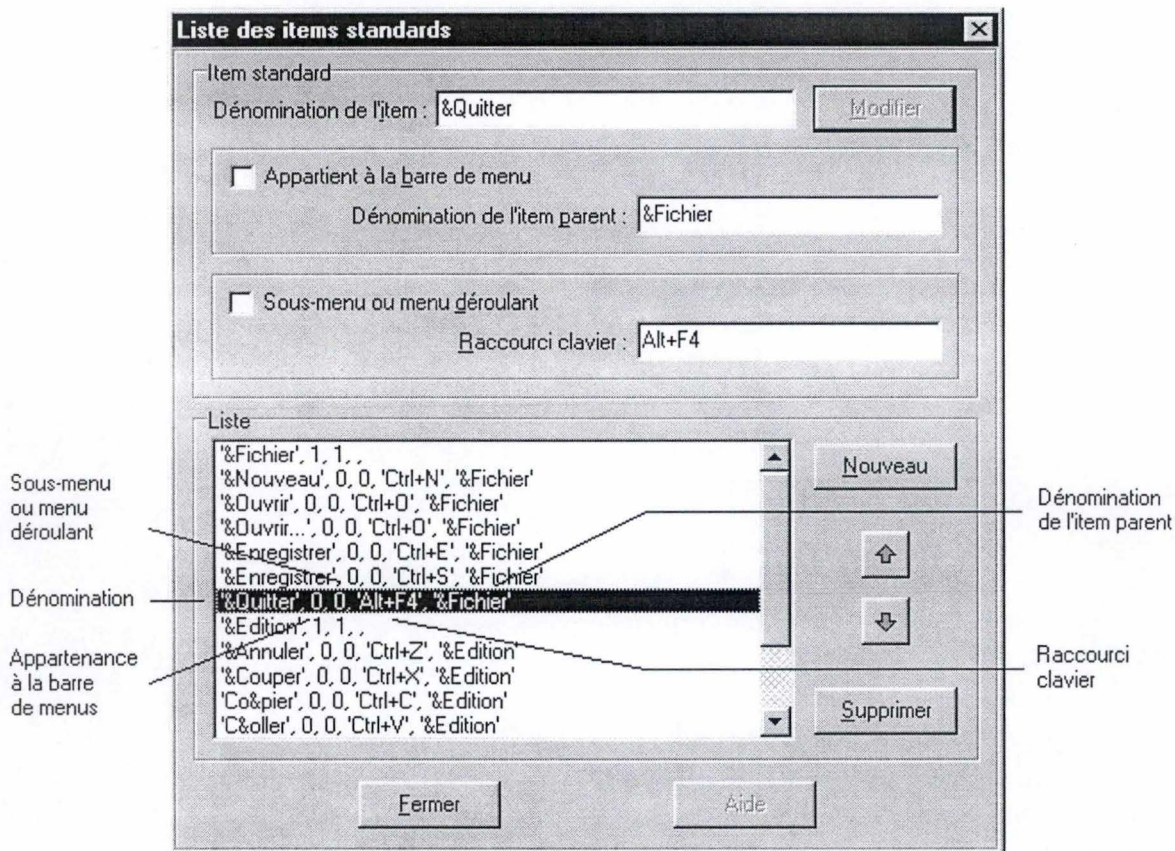 Liste des items standards
Item standard
Dénomination de l'item : &Quitter
Modifier
Appartient à la barre de menu
Dénomination de l'item parent : &Fichier
Sous-menu ou menu déroulant
Raccourci clavier : Alt+F4
Liste
'&Fichier', 1, 1, ,
'&Nouveau', 0, 0, 'Ctrl+N', '&Fichier'
'&Ouvrir', 0, 0, 'Ctrl+O', '&Fichier'
'&Ouvrir...', 0, 0, 'Ctrl+O', '&Fichier'
'&Enregistrer', 0, 0, 'Ctrl+E', '&Fichier'
'&Enregistrer', 0, 0, 'Ctrl+S', '&Fichier'
'&Quitter', 0, 0, 'Alt+F4', '&Fichier'
'&Edition', 1, 1, ,
'&Annuler', 0, 0, 'Ctrl+Z', '&Edition'
'&Couper', 0, 0, 'Ctrl+X', '&Edition'
'Co&pier', 0, 0, 'Ctrl+C', '&Edition'
'C&oller', 0, 0, 'Ctrl+V', '&Edition'
Nouveau
Supprimer
Fermer
Aide
Sous-menu
ou menu
déroulant
Dénomination
Appartenance
à la barre
de menus
Dénomination
de l'item parent
Raccourci
clavier